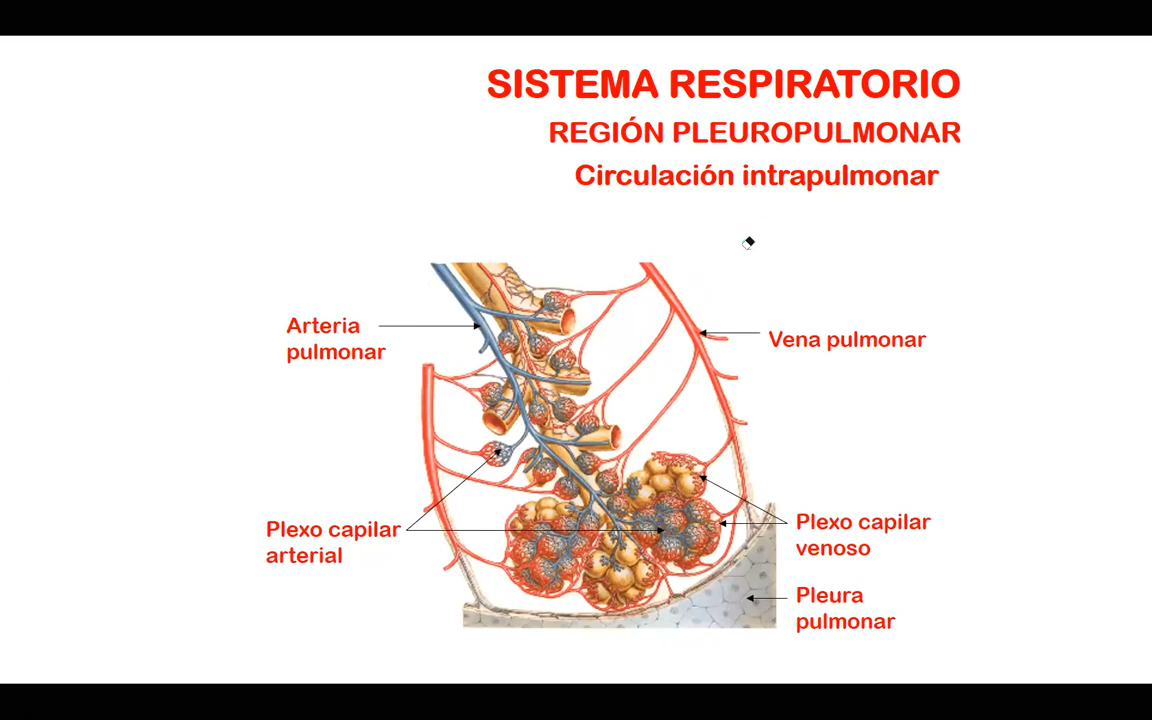 SISTEMA RESPIRATORIO
REGIÓN PLEUROPULMONAR
Circulación intrapulmonar
Arteria
pulmonar
Vena pulmonar
Plexo capilar
arterial
Plexo capilar
venoso
Pleura
pulmonar